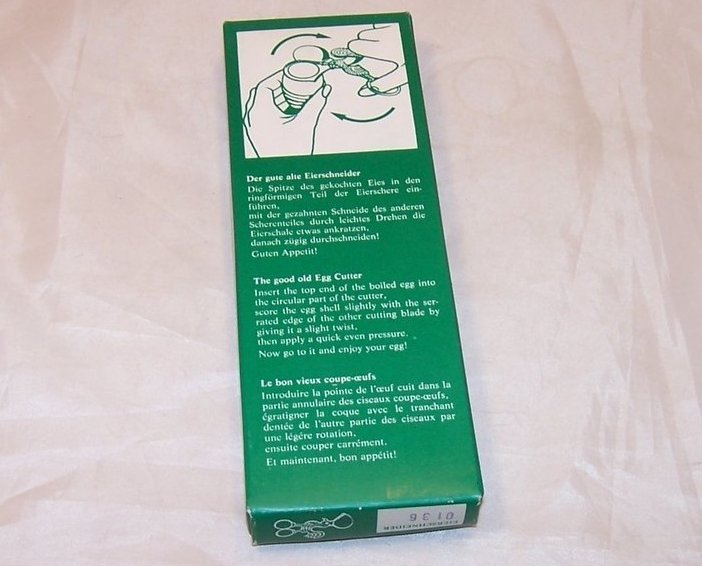 Der gute alte Eierschneider
Die Spitze des gekochten Eies in den
ringförmigen Teil der Eierschere ein-
führen,
mit der gezahnten Schneide des anderen
Scherenteiles durch leichtes Drehen die
Eierschale etwas ankratzen,
danach zügig durchschneiden!
Guten Appetit!
The good old Egg Cutter
Insert the top end of the boiled egg into
the circular part of the cutter,
score the egg shell slightly with the ser-
rated edge of the other cutting blade by
giving it a slight twist,
then apply a quick even pressure.
Now go to it and enjoy your egg!
Le bon vieux coupe-œufs
Introduire la pointe de l'œuf cuit dans la
partie annulaire des ciseaux coupe-œufs,
égratigner la coque avec le tranchant
dentée de l'autre partie des ciseaux par
une légére rotation,
ensuite couper carrément.
Et maintenant, bon appétit!
EIERSCHNEIDER
0136